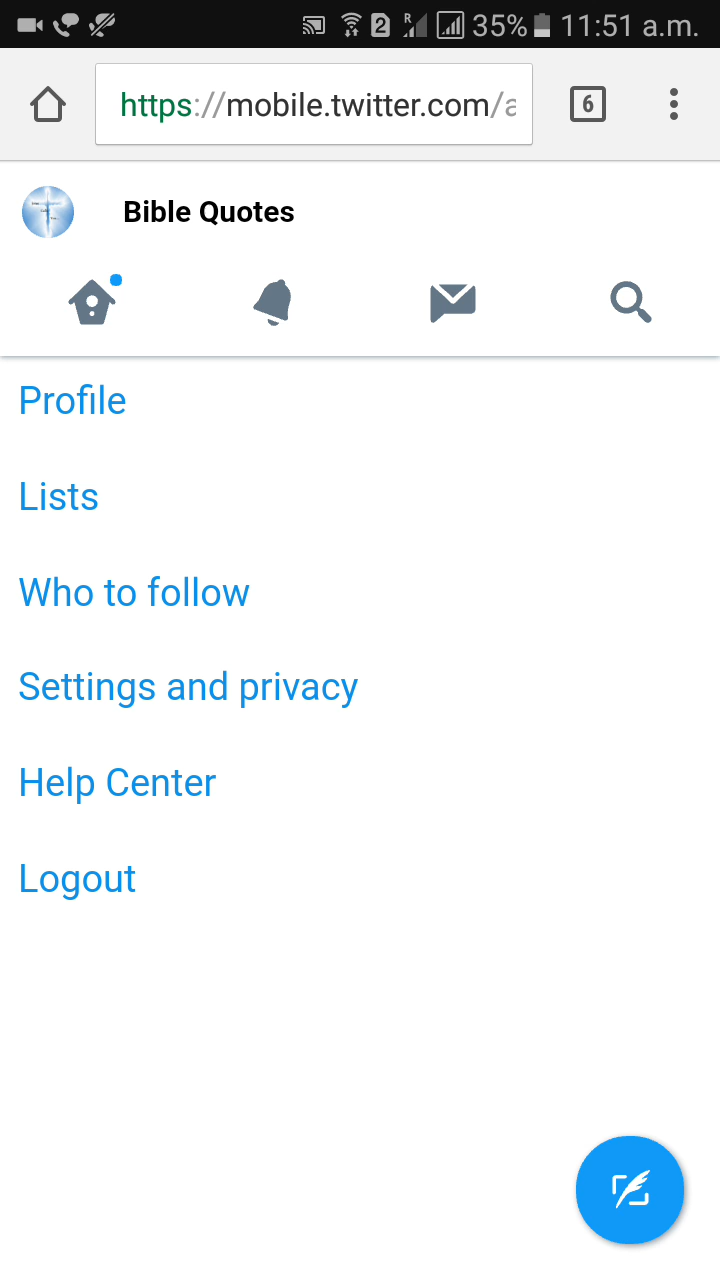 2 R 35% 11:51 a.m.
https://mobile.twitter.com/a
6
Bible Quotes
Profile
Lists
Who to follow
Settings and privacy
Help Center
Logout